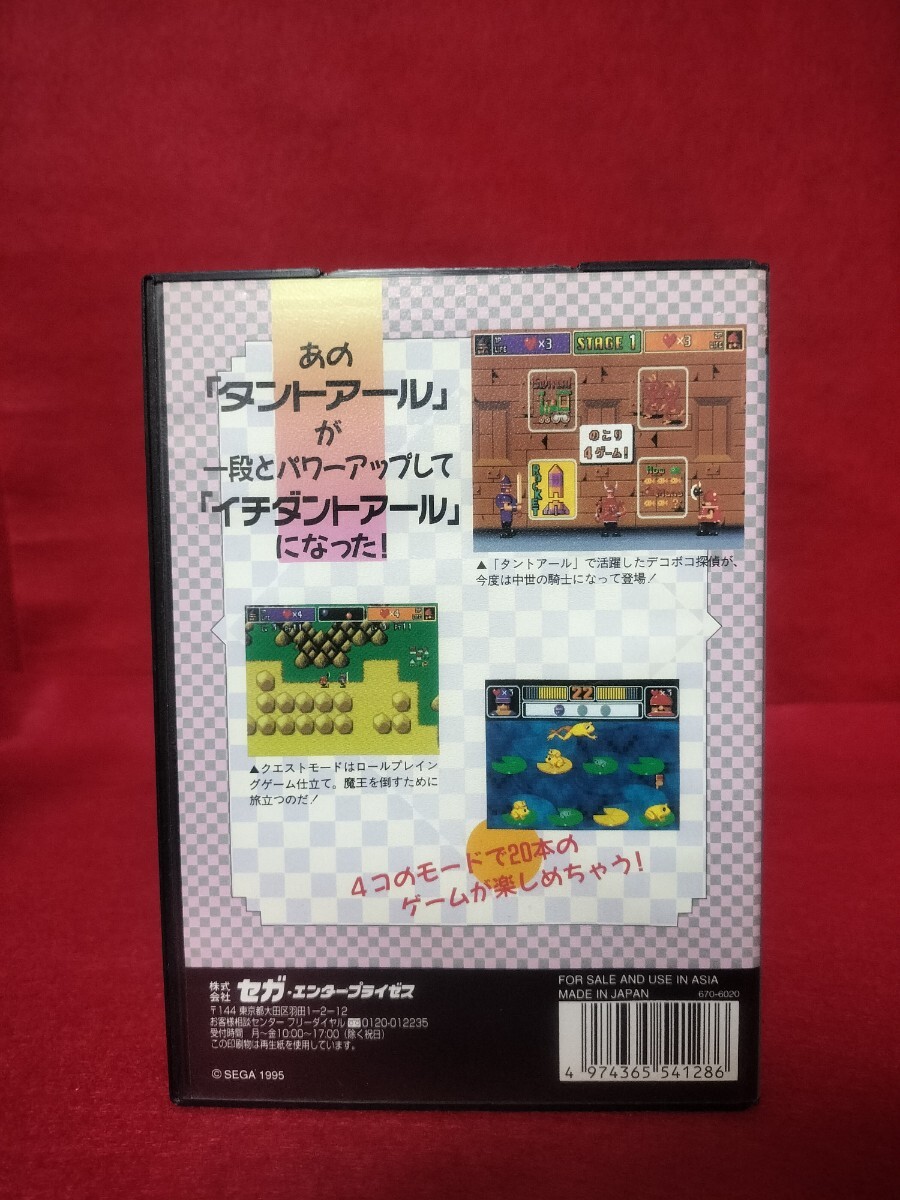 あの
「タントアール」
が
一段とパワーアップして
「イチダントアール」
になった!
×3
STAGE 1
×3
のこり
4ゲーム!
ROCKET
▲「タントアール」で活躍したデコボコ探偵が、
今度は中世の騎士になって登場!
×4
×4
▲クエストモードはロールプレイン
グゲーム仕立て。魔王を倒すために
旅立つのだ!
×3
22
×3
4コのモードで20本の
ゲームが楽しめちゃう!
株式会社 セガ・エンタープライゼス
〒144 東京都大田区羽田1-2-12
お客様相談センター フリーダイヤル 0120-012235
受付時間 月〜金10:00〜17:00(除く祝日)
この印刷物は再生紙を使用しています。
© SEGA 1995
FOR SALE AND USE IN ASIA
MADE IN JAPAN 670-6020
4 974365 541286